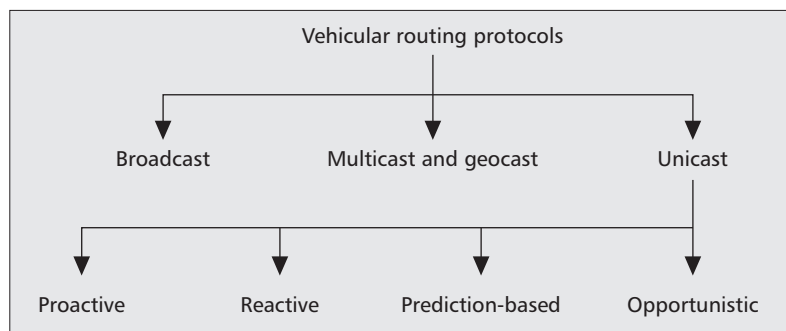 Vehicular routing protocols
Broadcast Multicast and geocast Unicast
Proactive Reactive Prediction-based Opportunistic